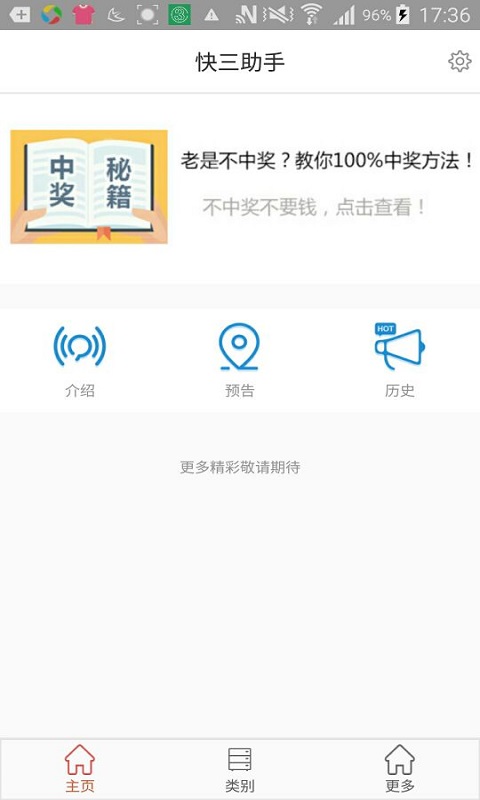 96% 17:36
快三助手
中奖
秘籍
老是不中奖？教你100%中奖方法！
不中奖不要钱，点击查看！
HOT
介绍 预告 历史
更多精彩敬请期待
主页 类别 更多